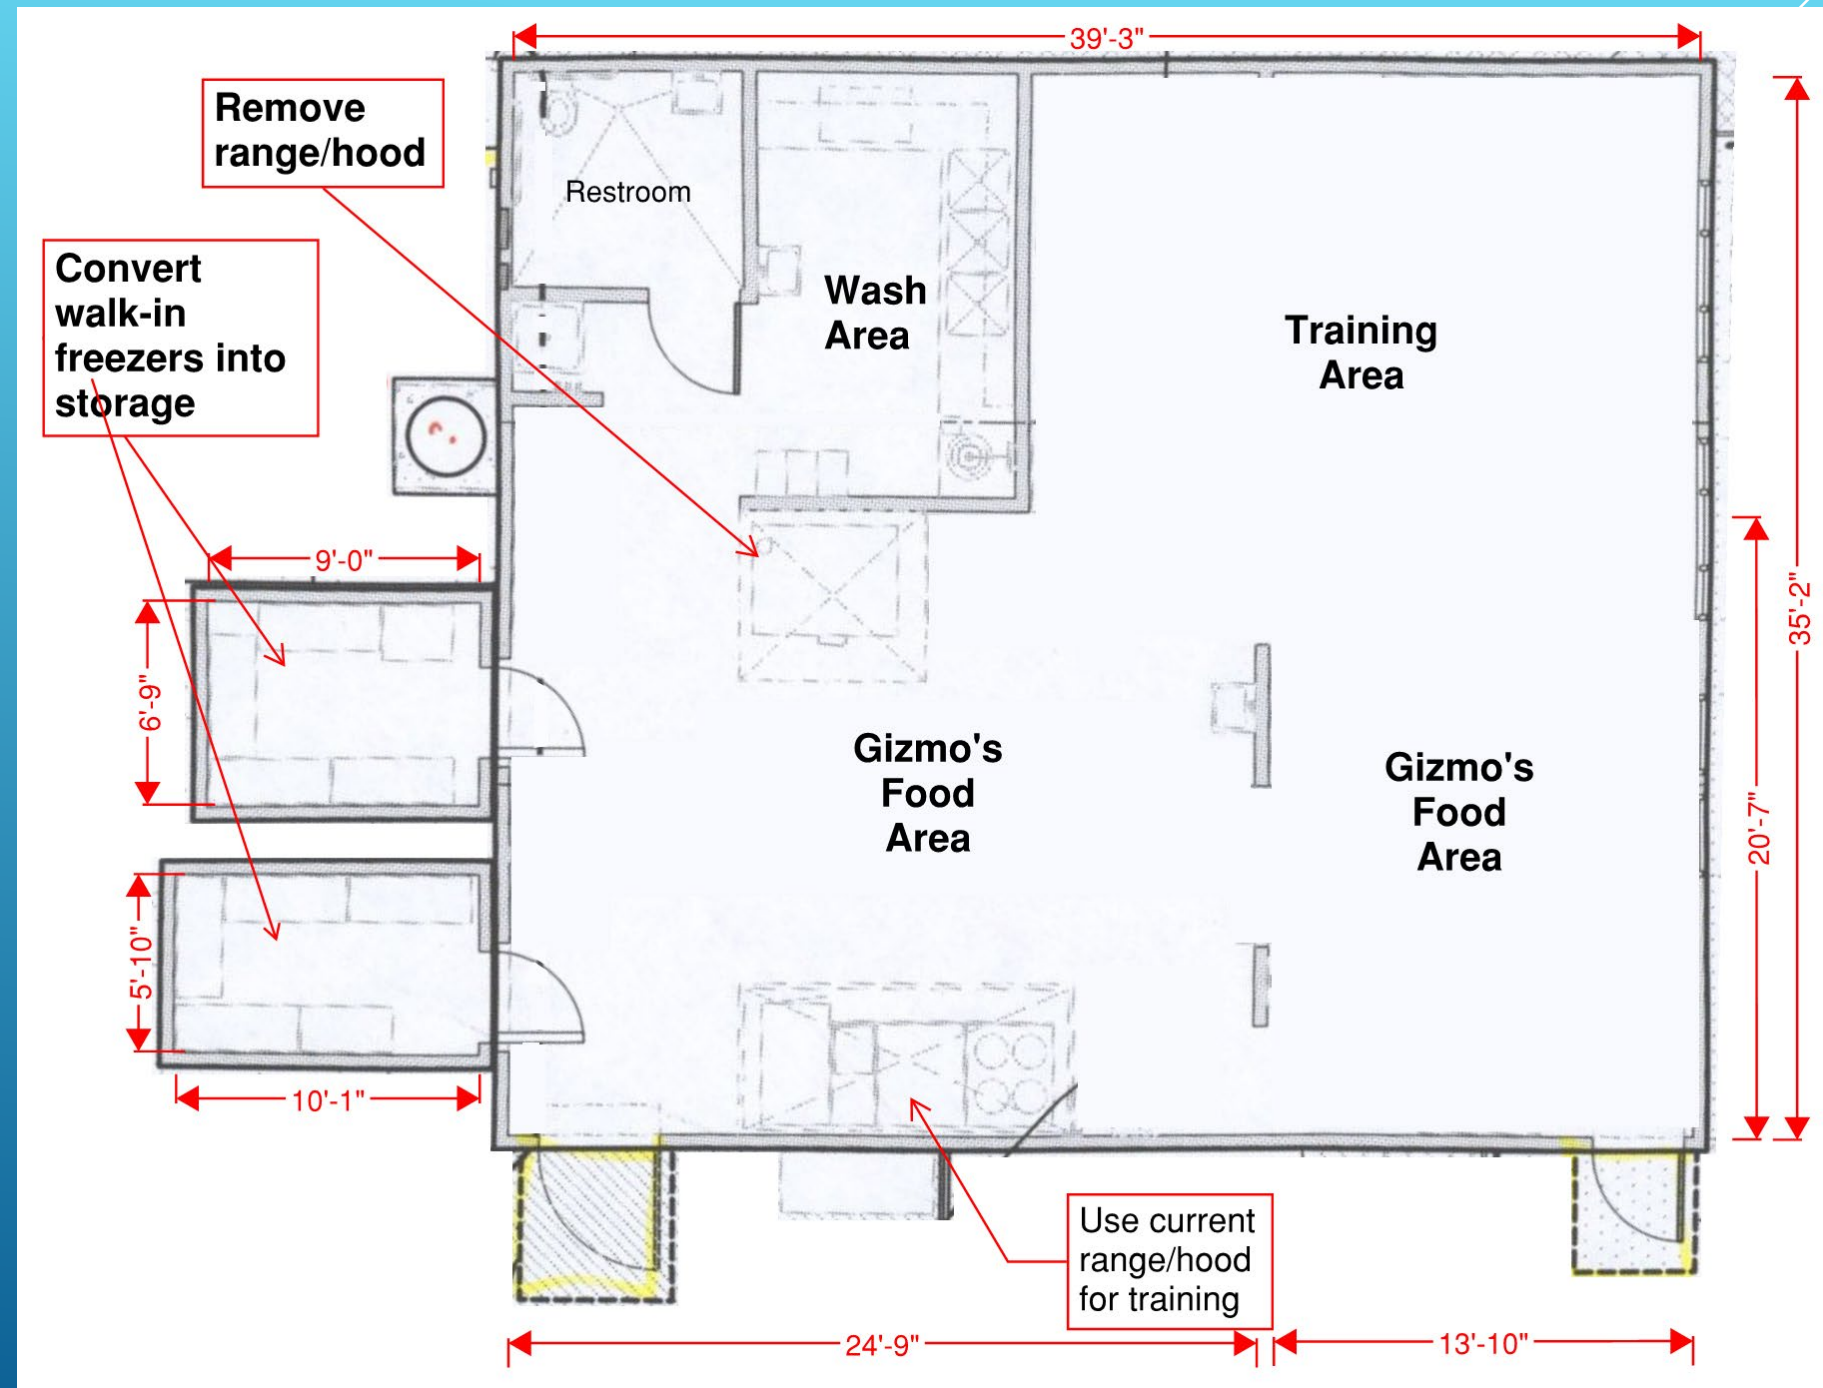 39'-3"
Remove
range/hood
Restroom
Convert
walk-in
freezers into
storage
Wash
Area
Training
Area
9'-0"
6'-9"
35'-2"
20'-7"
Gizmo's
Food
Area
Gizmo's
Food
Area
5'-10"
10'-1"
Use current
range/hood
for training
24'-9"
13'-10"